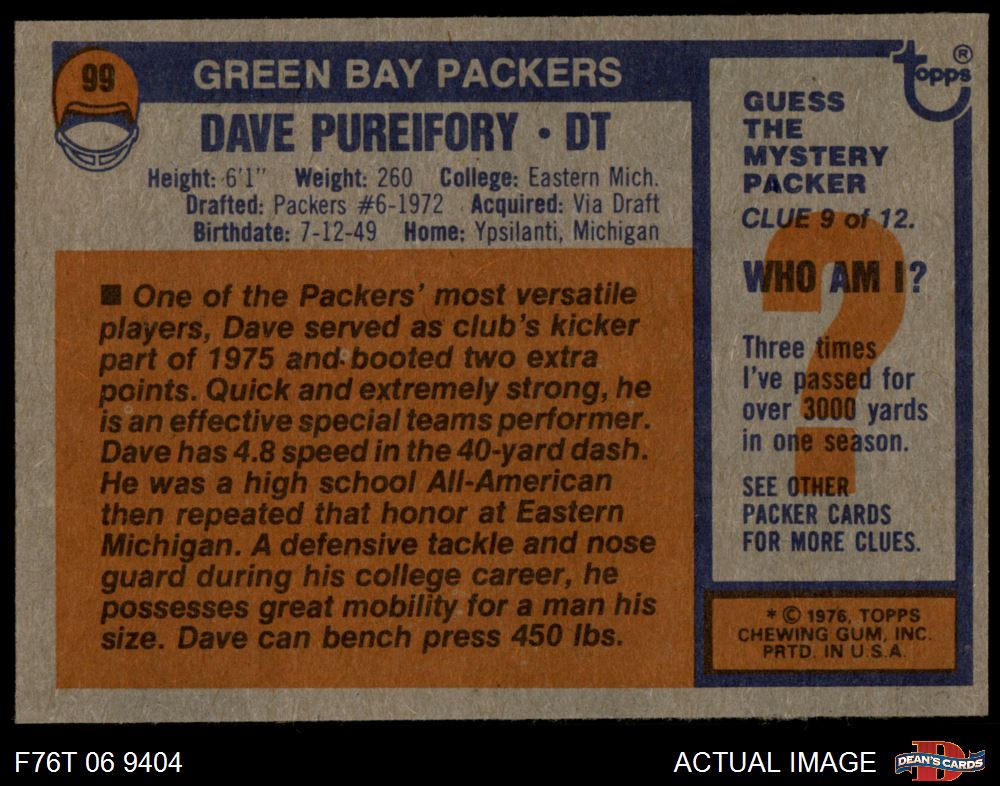 99
GREEN BAY PACKERS
DAVE PUREIFORY • DT
Height: 6'1" Weight: 260 College: Eastern Mich.
Drafted: Packers #6-1972 Acquired: Via Draft
Birthdate: 7-12-49 Home: Ypsilanti, Michigan
■ One of the Packers' most versatile
players, Dave served as club's kicker
part of 1975 and booted two extra
points. Quick and extremely strong, he
is an effective special teams performer.
Dave has 4.8 speed in the 40-yard dash.
He was a high school All-American
then repeated that honor at Eastern
Michigan. A defensive tackle and nose
guard during his college career, he
possesses great mobility for a man his
size. Dave can bench press 450 lbs.
topps®
GUESS
THE
MYSTERY
PACKER
CLUE 9 of 12.
?
WHO AM I?
Three times
I've passed for
over 3000 yards
in one season.
SEE OTHER
PACKER CARDS
FOR MORE CLUES.
* © 1976, TOPPS
CHEWING GUM, INC.
PRTD. IN U.S.A.
F76T 06 9404
ACTUAL IMAGE
D
DEAN'S CARDS